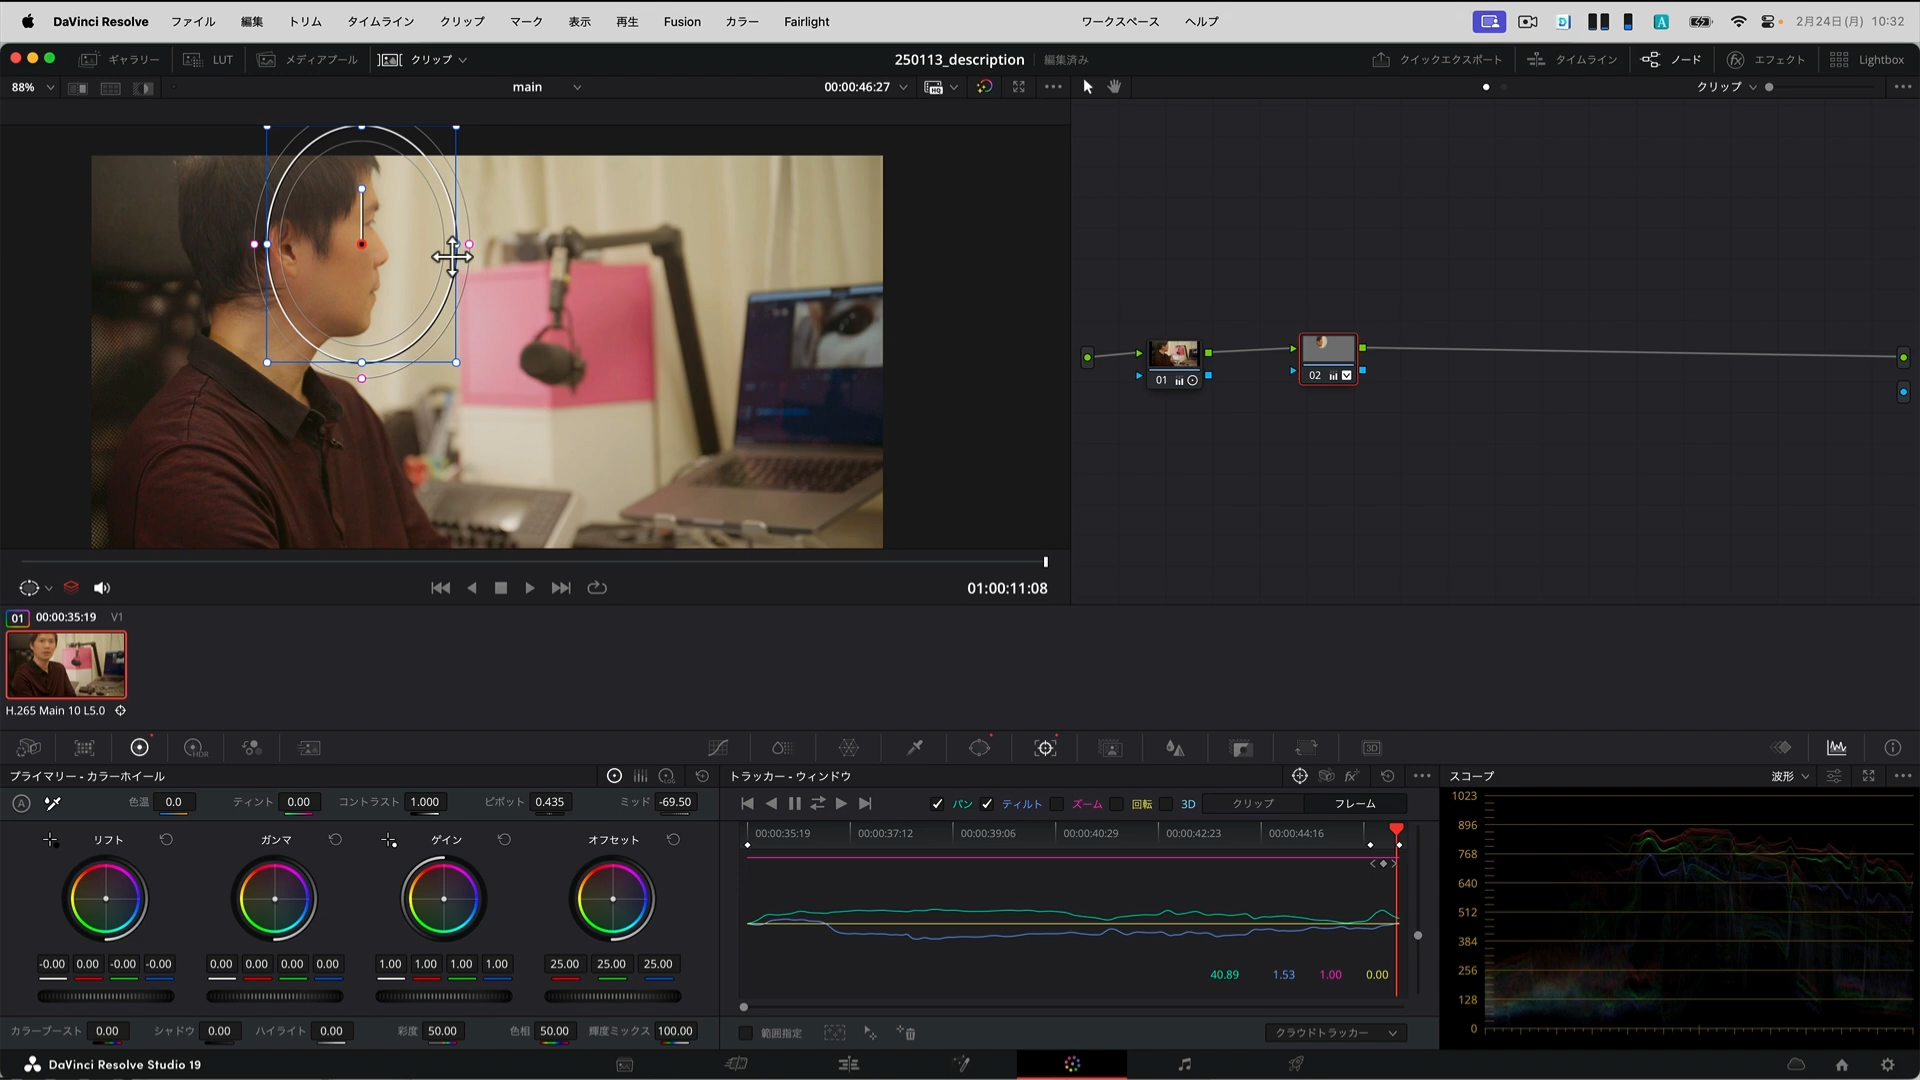 DaVinci Resolve ファイル 編集 トリム タイムライン クリップ マーク 表示 再生 Fusion カラー Fairlight ワークスペース ヘルプ A 2月24日(月) 10:32
ギャラリー LUT メディアプール クリップ 250113_description 編集済み クイックエクスポート タイムライン ノード エフェクト Lightbox
88% main 00:00:46:27 クリップ
01 02
01:00:11:08
01 00:00:35:19 V1
H.265 Main 10 L5.0
HDR 3D
プライマリー - カラーホイール LOG トラッカー - ウィンドウ fx スコープ 波形
A 色温 0.0 ティント 0.00 コントラスト 1.000 ピボット 0.435 ミッド -69.50 パン ティルト ズーム 回転 3D クリップ フレーム
リフト ガンマ ゲイン オフセット
00:00:35:19 00:00:37:12 00:00:39:06 00:00:40:29 00:00:42:23 00:00:44:16
-0.00 0.00 -0.00 -0.00 0.00 0.00 0.00 0.00 1.00 1.00 1.00 1.00 25.00 25.00 25.00
40.89 1.53 1.00 0.00
1023
896
768
640
512
384
256
128
0
カラーブースト 0.00 シャドウ 0.00 ハイライト 0.00 彩度 50.00 色相 50.00 輝度ミックス 100.00 範囲指定 クラウドトラッカー
DaVinci Resolve Studio 19